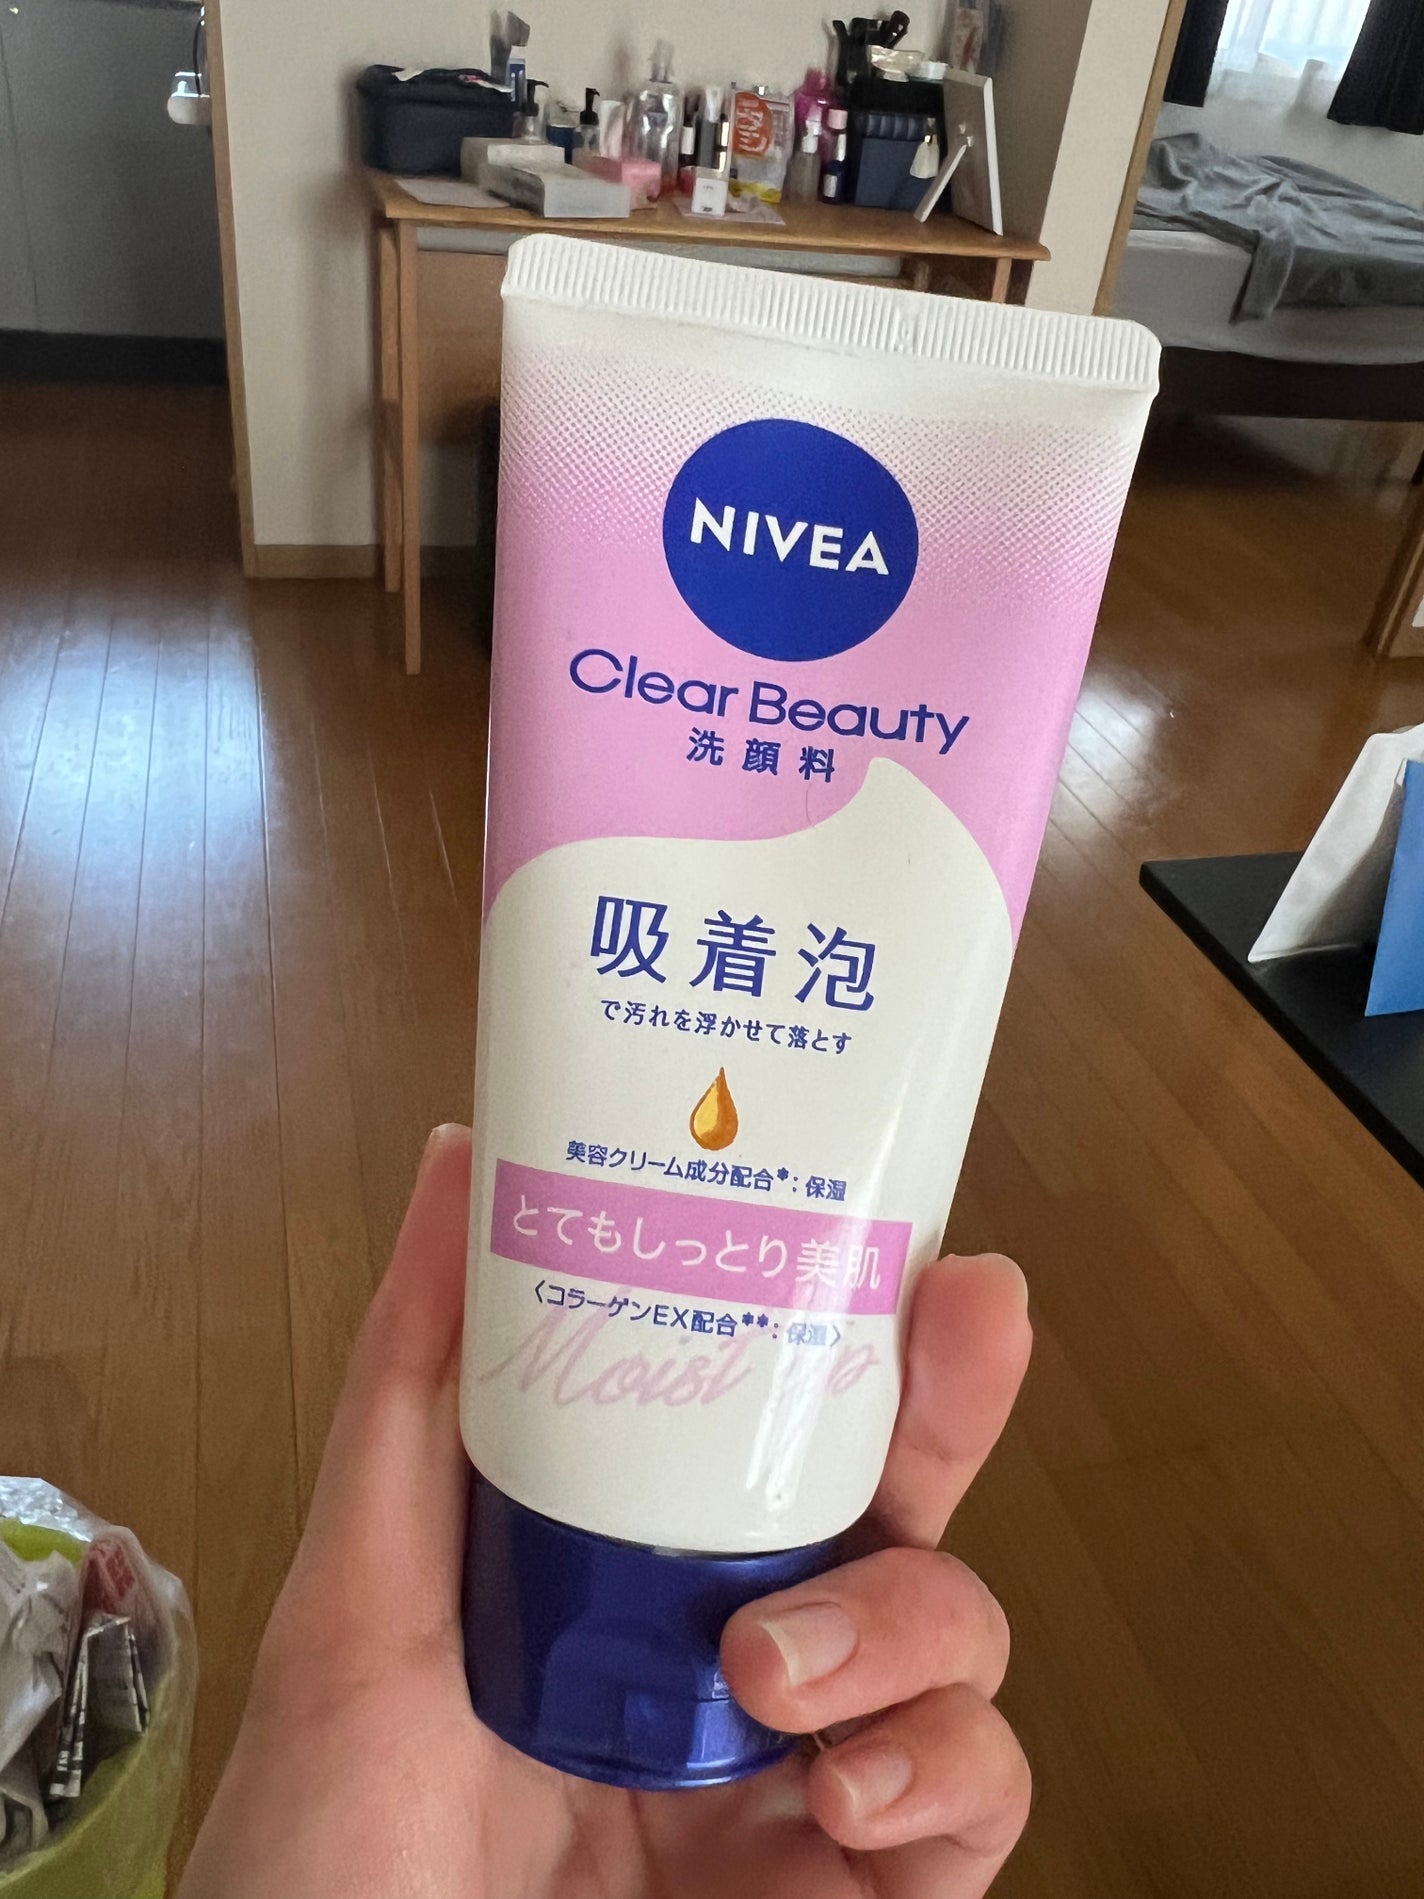 NIVEA
Clear Beauty
洗顔料
吸着泡
で汚れを浮かせて落とす
美容クリーム成分配合*:保湿
とてもしっとり美肌
〈コラーゲンEX配合**:保湿〉
Moist Up